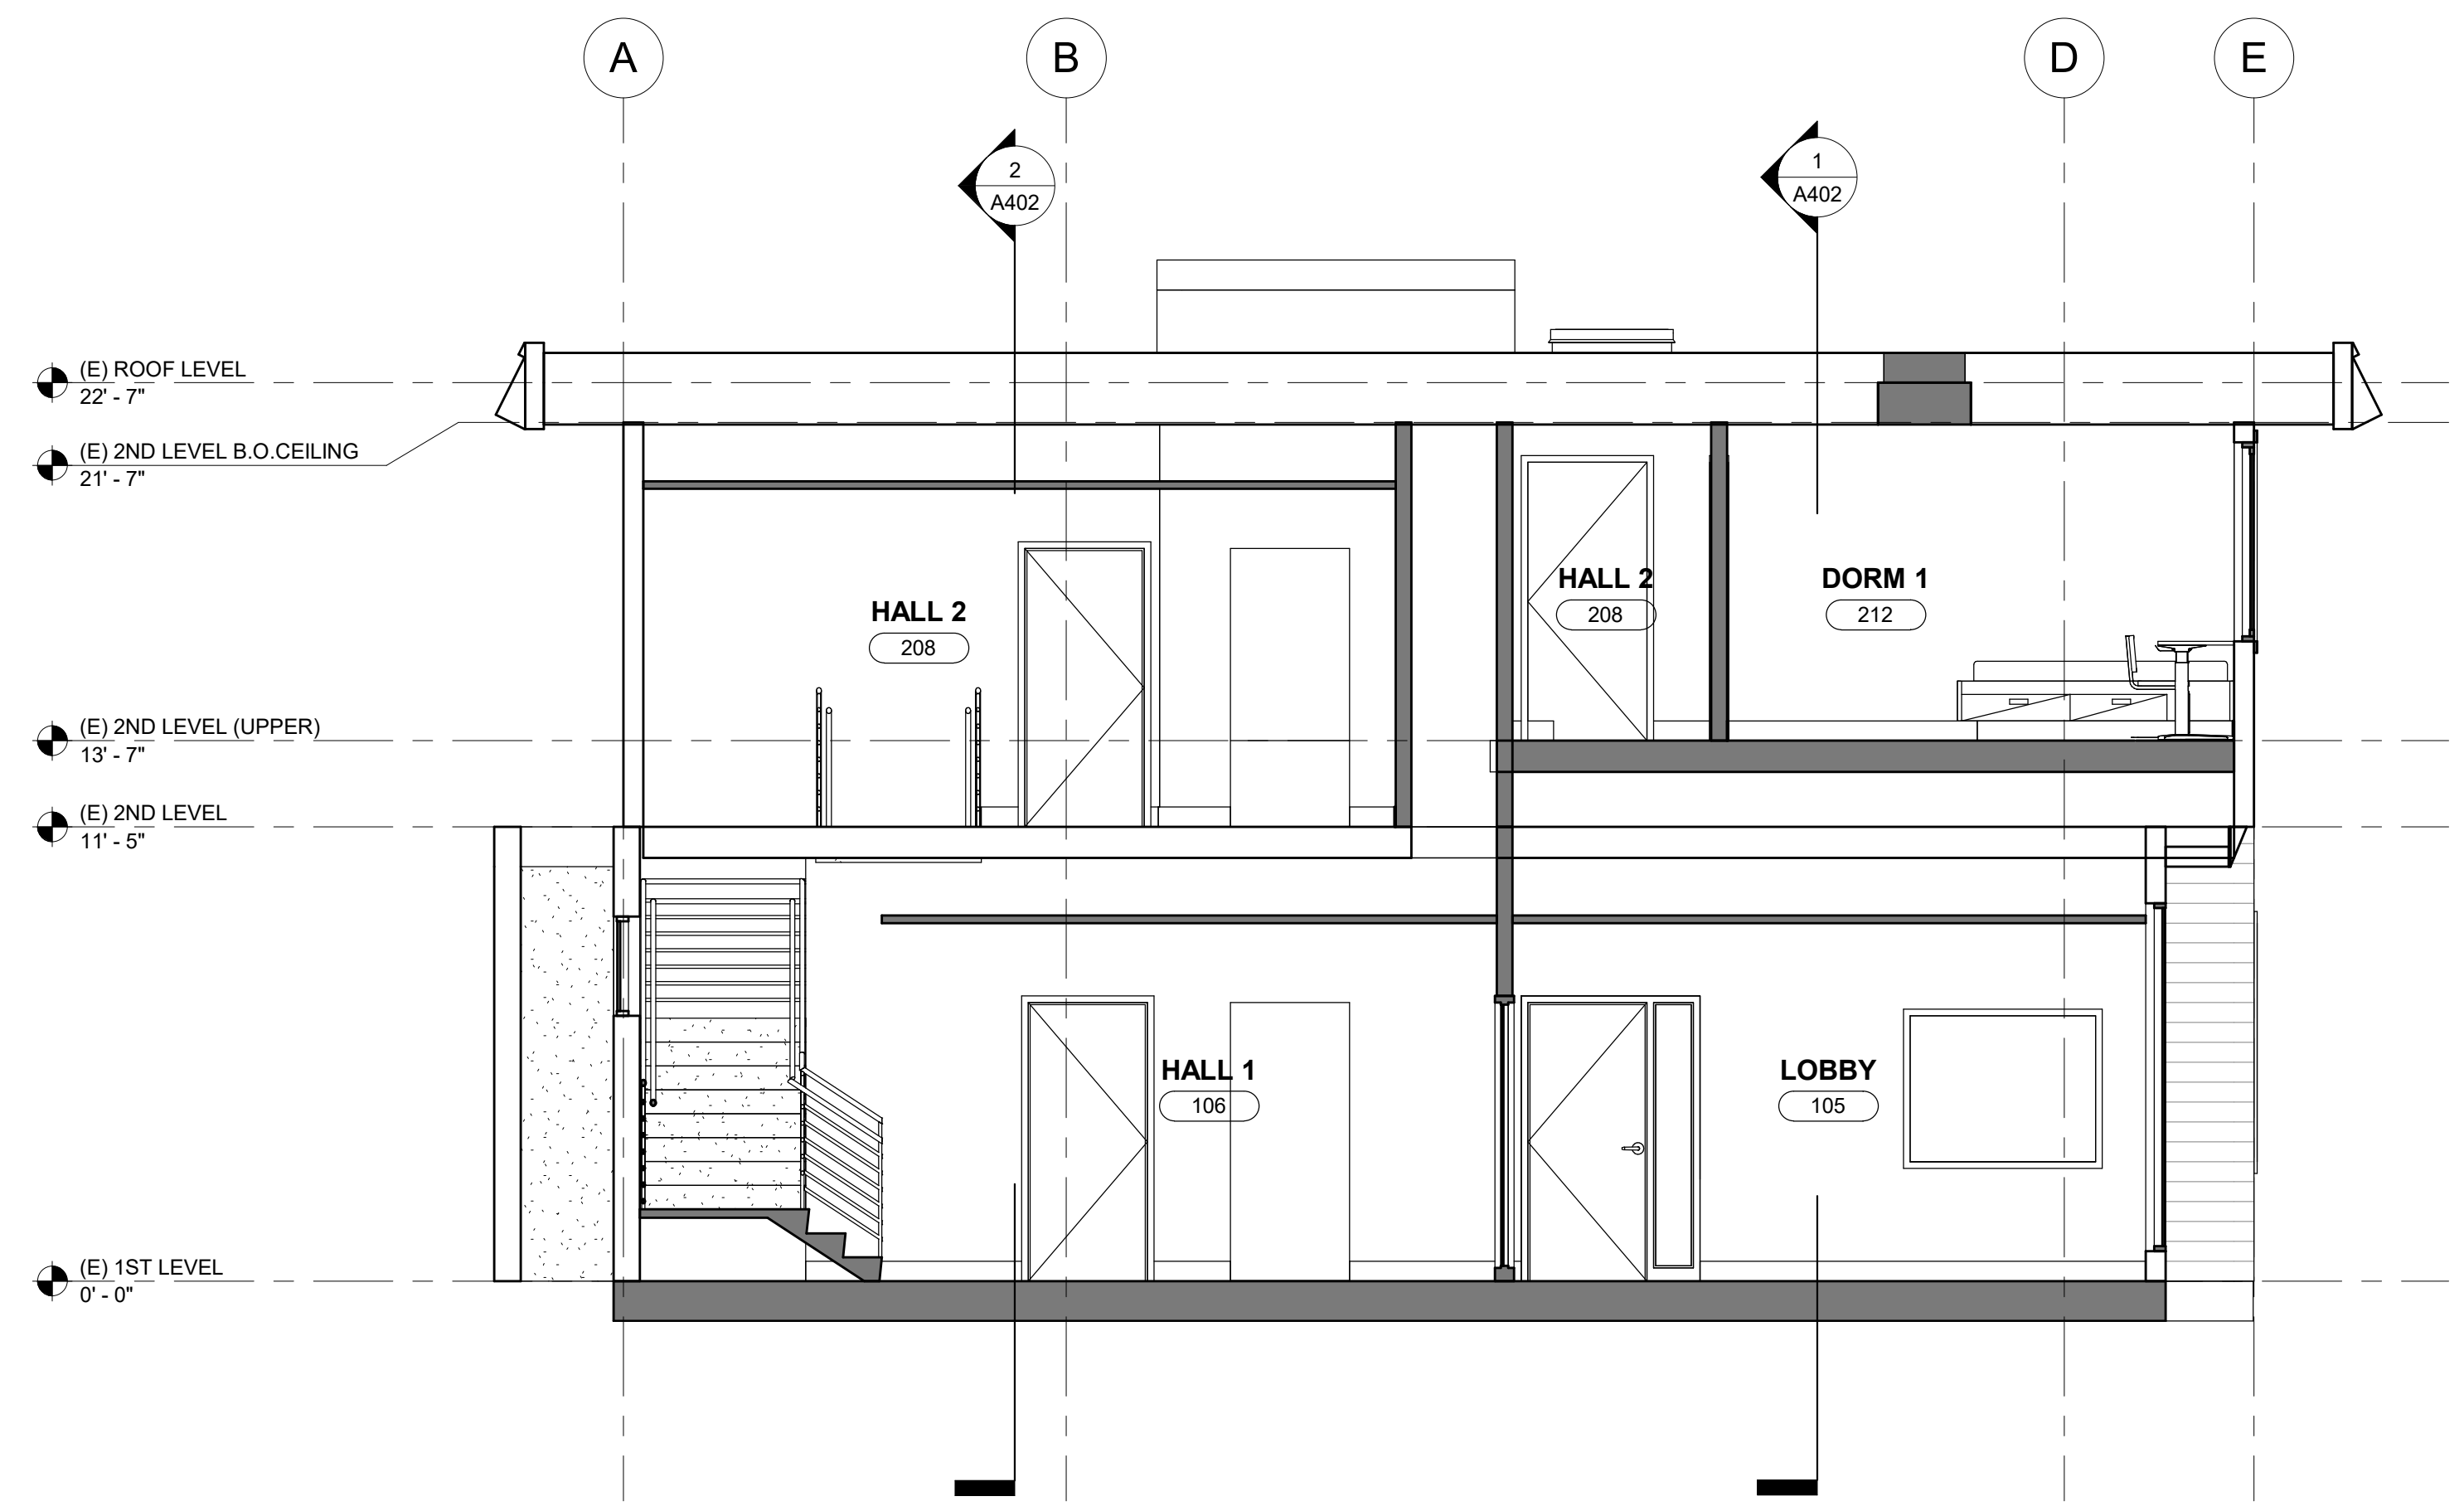 A
B
D
E
2
A402
1
A402
(E) ROOF LEVEL
22' - 7"
(E) 2ND LEVEL B.O.CEILING
21' - 7"
HALL 2
208
HALL 2
208
DORM 1
212
(E) 2ND LEVEL (UPPER)
13' - 7"
(E) 2ND LEVEL
11' - 5"
HALL 1
106
LOBBY
105
(E) 1ST LEVEL
0' - 0"